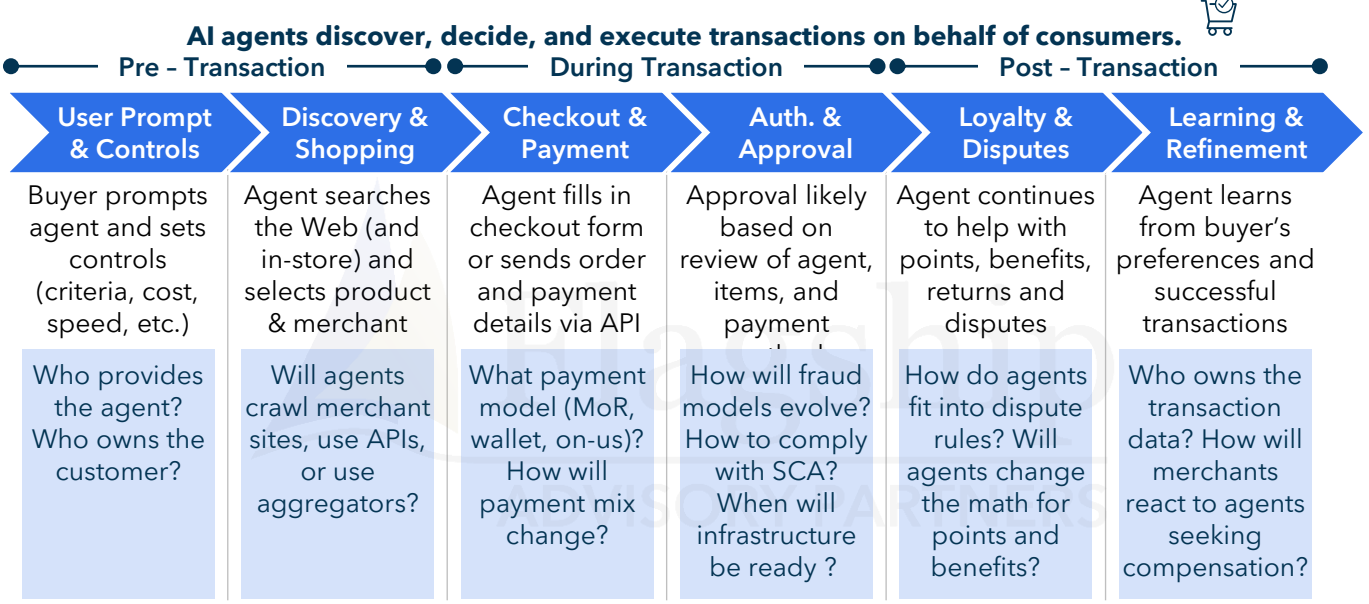 AI agents discover, decide, and execute transactions on behalf of consumers.
Pre – Transaction
During Transaction
Post – Transaction
User Prompt
& Controls
Discovery &
Shopping
Checkout &
Payment
Auth. &
Approval
Loyalty &
Disputes
Learning &
Refinement
Buyer prompts
agent and sets
controls
(criteria, cost,
speed, etc.)
Agent searches
the Web (and
in-store) and
selects product
& merchant
Agent fills in
checkout form
or sends order
and payment
details via API
Approval likely
based on
review of agent,
items, and
payment
Agent continues
to help with
points, benefits,
returns and
disputes
Agent learns
from buyer's
preferences and
successful
transactions
Who provides
the agent?
Who owns the
customer?
Will agents
crawl merchant
sites, use APIs,
or use
aggregators?
What payment
model (MoR,
wallet, on-us)?
How will
payment mix
change?
How will fraud
models evolve?
How to comply
with SCA?
When will
infrastructure
be ready ?
How do agents
fit into dispute
rules? Will
agents change
the math for
points and
benefits?
Who owns the
transaction
data? How will
merchants
react to agents
seeking
compensation?
Flagship
ADVISORY PARTNERS